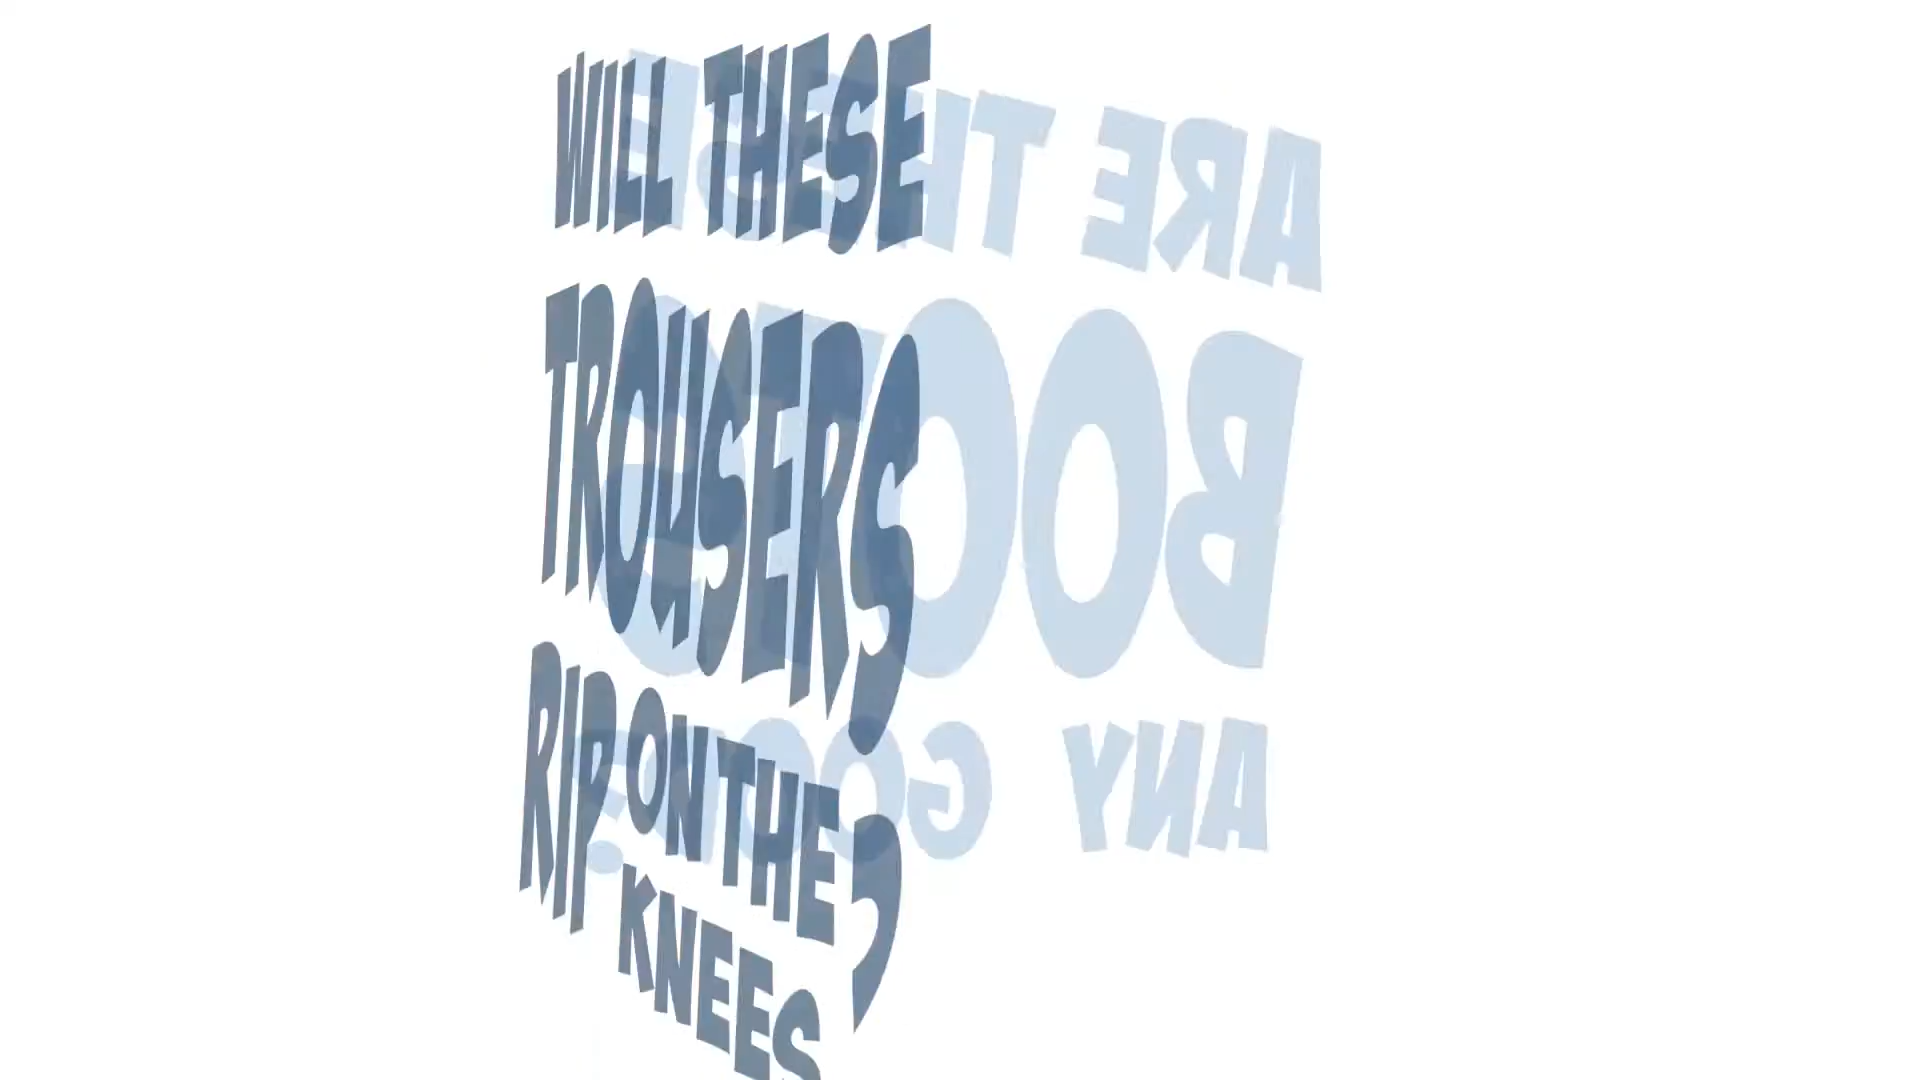 WILL THESE
TROUSERS
RIP ON THE
KNEES?
ARE THESE
BOOTS
ANY GOOD?